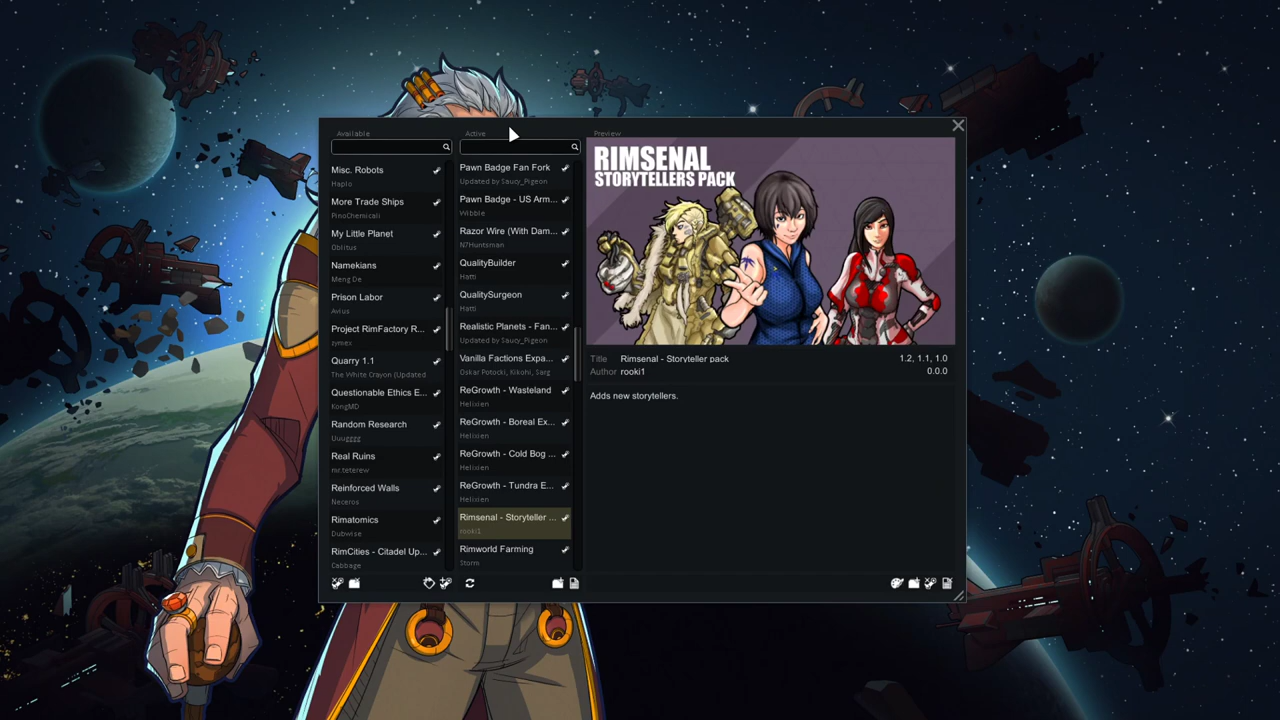 Available
Active
Preview
Misc. Robots
Haplo
More Trade Ships
PinoChemicali
My Little Planet
Oblitus
Namekians
Meng De
Prison Labor
Avius
Project RimFactory R...
zymex
Quarry 1.1
The White Crayon (Updated
Questionable Ethics E...
KongMD
Random Research
Uuugggg
Real Ruins
mr.teterew
Reinforced Walls
Neceros
Rimatomics
Dubwise
RimCities - Citadel Up...
Cabbage
Pawn Badge Fan Fork
Updated by Saucy_Pigeon
Pawn Badge - US Arm...
Wibble
Razor Wire (With Dam...
N7Huntsman
QualityBuilder
Hatti
QualitySurgeon
Hatti
Realistic Planets - Fan...
Updated by Saucy_Pigeon
Vanilla Factions Expa...
Oskar Potocki, Kikohi, Sarg
ReGrowth - Wasteland
Helixien
ReGrowth - Boreal Ex...
Helixien
ReGrowth - Cold Bog ...
Helixien
ReGrowth - Tundra E...
Helixien
Rimsenal - Storyteller ...
rooki1
Rimworld Farming
Storm
RIMSENAL
STORYTELLERS PACK
Title Rimsenal - Storyteller pack 1.2, 1.1, 1.0
Author rooki1 0.0.0
Adds new storytellers.